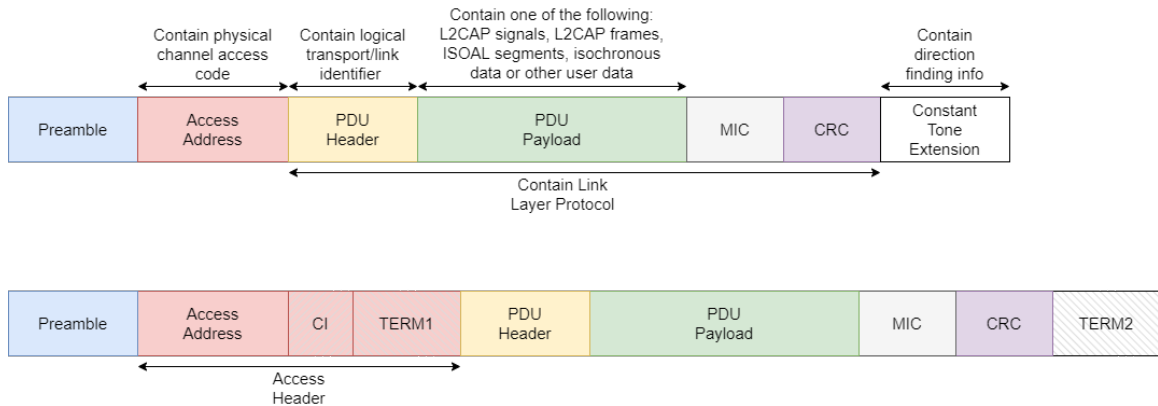 Contain physical
channel access
code
Contain logical
transport/link
identifier
Contain one of the following:
L2CAP signals, L2CAP frames,
ISOAL segments, isochronous
data or other user data
Contain
direction
finding info
Preamble
Access
Address
PDU
Header
PDU
Payload
MIC
CRC
Constant
Tone
Extension
Contain Link
Layer Protocol
Preamble
Access
Address
CI
TERM1
PDU
Header
PDU
Payload
MIC
CRC
TERM2
Access
Header